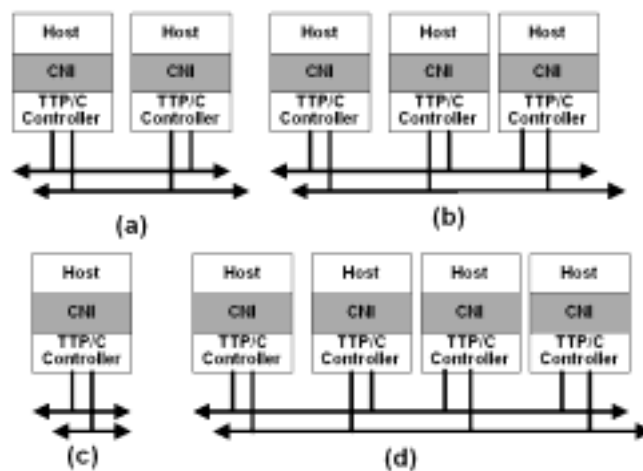 Host Host Host Host Host
CNI CNI CNI CNI CNI
TTP/C TTP/C TTP/C TTP/C TTP/C
Controller Controller Controller Controller Controller
(a) (b)
Host Host Host Host Host
CNI CNI CNI CNI CNI
TTP/C TTP/C TTP/C TTP/C TTP/C
Controller Controller Controller Controller Controller
(c) (d)